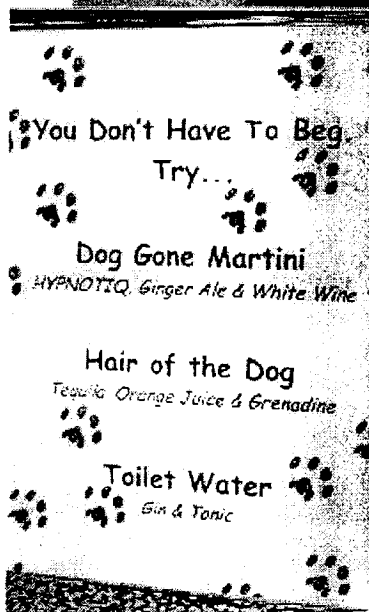 You Don't Have To Beg.
Try...
Dog Gone Martini
HYPNOTIQ, Ginger Ale & White Wine
Hair of the Dog
Tequila Orange Juice & Grenadine
Toilet Water
Gin & Tonic